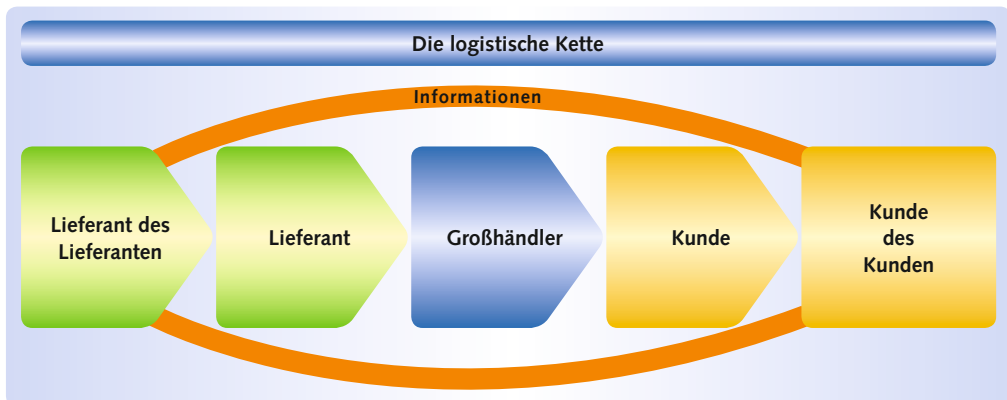 Die logistische Kette
Informationen
Lieferant des
Lieferanten
Lieferant
Großhändler
Kunde
Kunde
des
Kunden